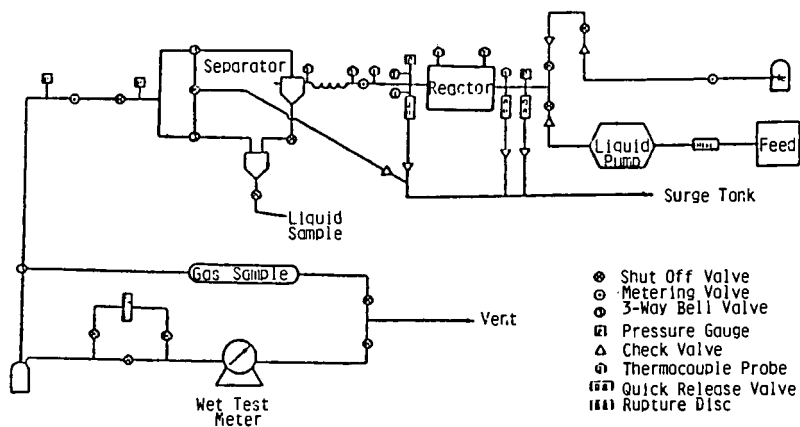 Separator
Reactor
Liquid
Pump
Feed
Surge Tank
Liquid
Sample
Gas Sample
Vent
Wet Test
Meter
Shut Off Valve
Metering Valve
3-Way Bell Valve
Pressure Gauge
Check Valve
Thermocouple Probe
Quick Release Valve
Rupture Disc